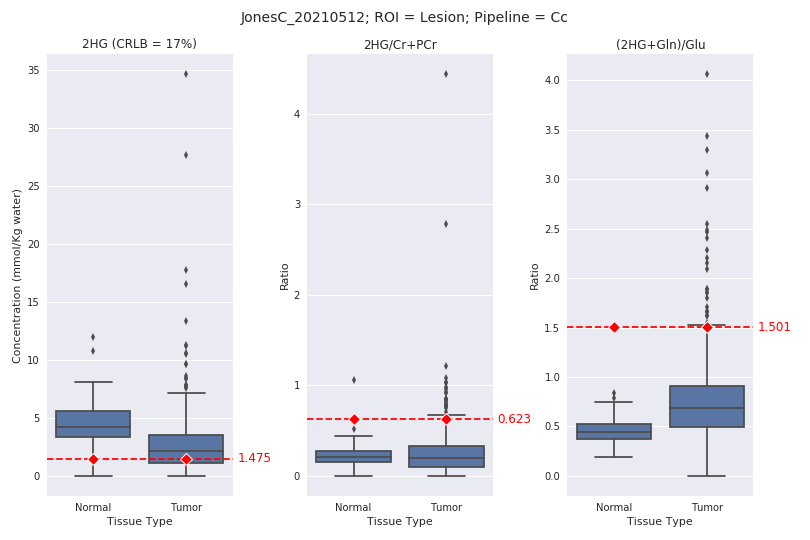 JonesC_20210512; ROI = Lesion; Pipeline = Cc
2HG (CRLB = 17%)
Concentration (mmol/Kg water)
35
30
25
20
15
10
5
0
1.475
Normal Tumor
Tissue Type
2HG/Cr+PCr
Ratio
4
3
2
1
0
0.623
Normal Tumor
Tissue Type
(2HG+Gln)/Glu
Ratio
4.0
3.5
3.0
2.5
2.0
1.5
1.0
0.5
0.0
1.501
Normal Tumor
Tissue Type